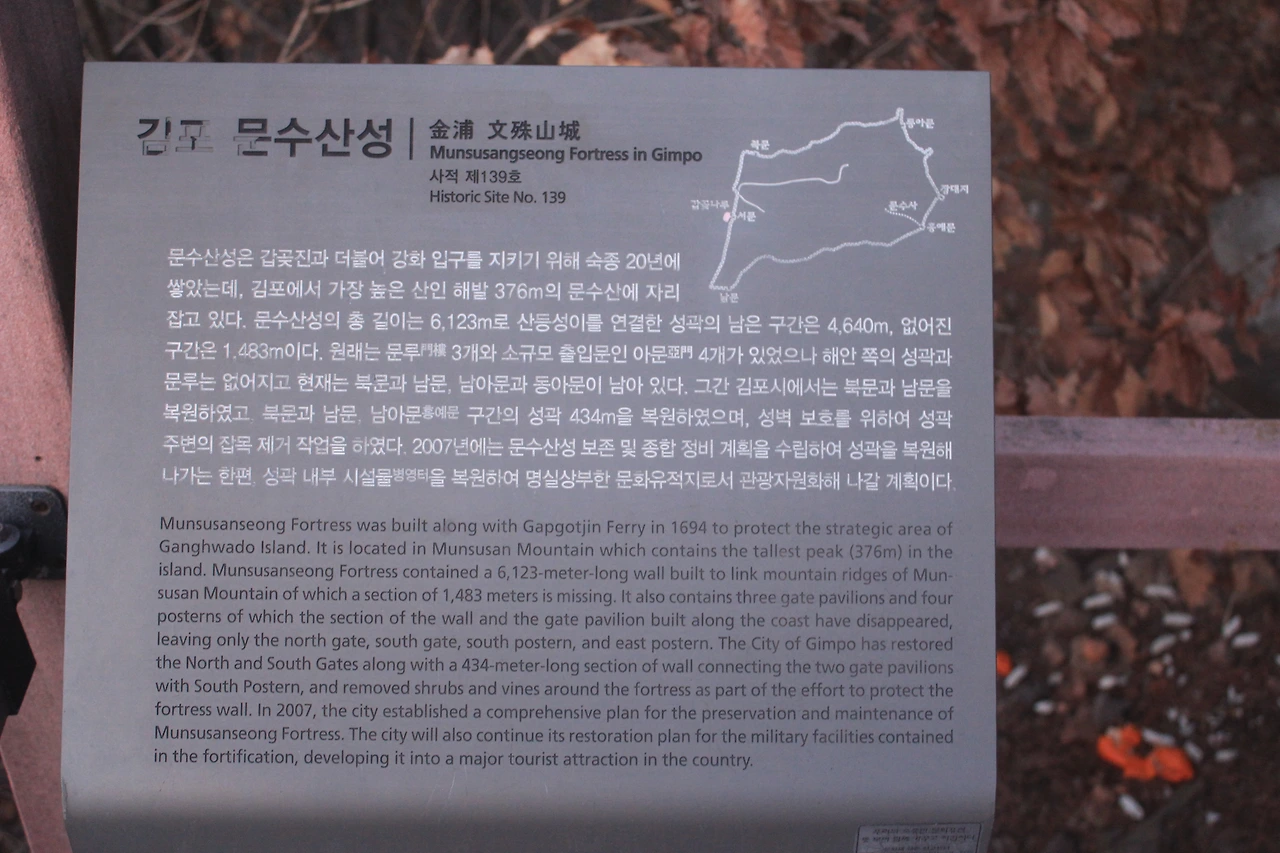 김포 문수산성
金浦 文殊山城
Munsusangseong Fortress in Gimpo
사적 제139호
Historic Site No. 139
동아문
북문
장대지
갑곶나루
서문
문수사
홍예문
남문
문수산성은 갑곶진과 더불어 강화 입구를 지키기 위해 숙종 20년에
쌓았는데, 김포에서 가장 높은 산인 해발 376m의 문수산에 자리
잡고 있다. 문수산성의 총 길이는 6,123m로 산등성이를 연결한 성곽의 남은 구간은 4,640m, 없어진
구간은 1,483m이다. 원래는 문루門樓 3개와 소규모 출입문인 아문亞門 4개가 있었으나 해안 쪽의 성곽과
문루는 없어지고 현재는 북문과 남문, 남아문과 동아문이 남아 있다. 그간 김포시에서는 북문과 남문을
복원하였고, 북문과 남문, 남아문홍예문 구간의 성곽 434m을 복원하였으며, 성벽 보호를 위하여 성곽
주변의 잡목 제거 작업을 하였다. 2007년에는 문수산성 보존 및 종합 정비 계획을 수립하여 성곽을 복원해
나가는 한편, 성곽 내부 시설물병영터을 복원하여 명실상부한 문화유적지로서 관광자원화해 나갈 계획이다.
Munsusanseong Fortress was built along with Gapgotjin Ferry in 1694 to protect the strategic area of
Ganghwado Island. It is located in Munsusan Mountain which contains the tallest peak (376m) in the
island. Munsusanseong Fortress contained a 6,123-meter-long wall built to link mountain ridges of Mun-
susan Mountain of which a section of 1,483 meters is missing. It also contains three gate pavilions and four
posterns of which the section of the wall and the gate pavilion built along the coast have disappeared,
leaving only the north gate, south gate, south postern, and east postern. The City of Gimpo has restored
the North and South Gates along with a 434-meter-long section of wall connecting the two gate pavilions
with South Postern, and removed shrubs and vines around the fortress as part of the effort to protect the
fortress wall. In 2007, the city established a comprehensive plan for the preservation and maintenance of
Munsusanseong Fortress. The city will also continue its restoration plan for the military facilities contained
in the fortification, developing it into a major tourist attraction in the country.